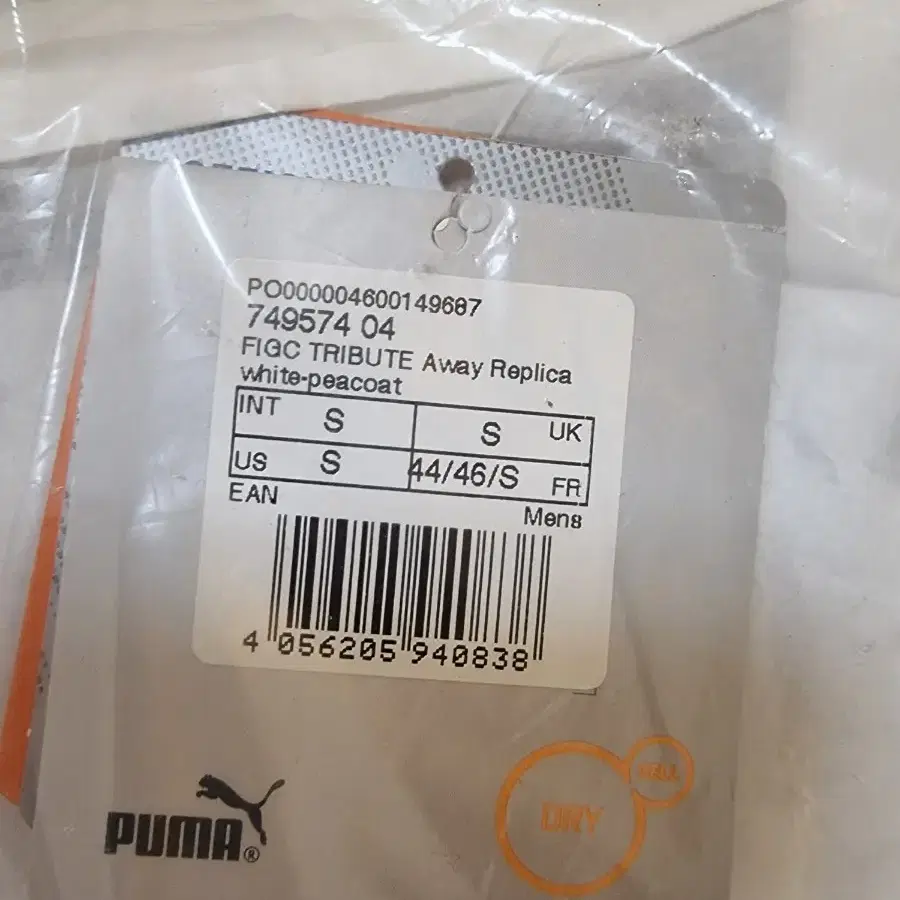 PO000004600149687
749574 04
FIGC TRIBUTE Away Replica
white-peacoat
INT S S UK
US S 44/46/S FR
EAN Mens
4 056205 940838
PUMA®
DRY CELL